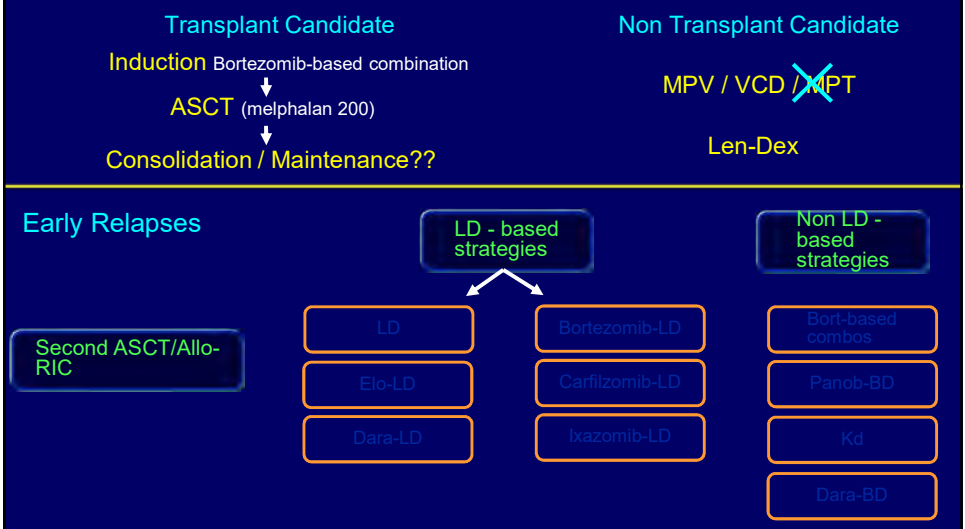 Transplant Candidate
Non Transplant Candidate
Induction Bortezomib-based combination
ASCT (melphalan 200)
Consolidation / Maintenance??
MPV / VCD / MPT
Len-Dex
Early Relapses
LD - based
strategies
Non LD -
based
strategies
Second ASCT/Allo-
RIC
LD
Elo-LD
Dara-LD
Bortezomib-LD
Carfilzomib-LD
Ixazomib-LD
Bort-based
combos
Panob-BD
Kd
Dara-BD